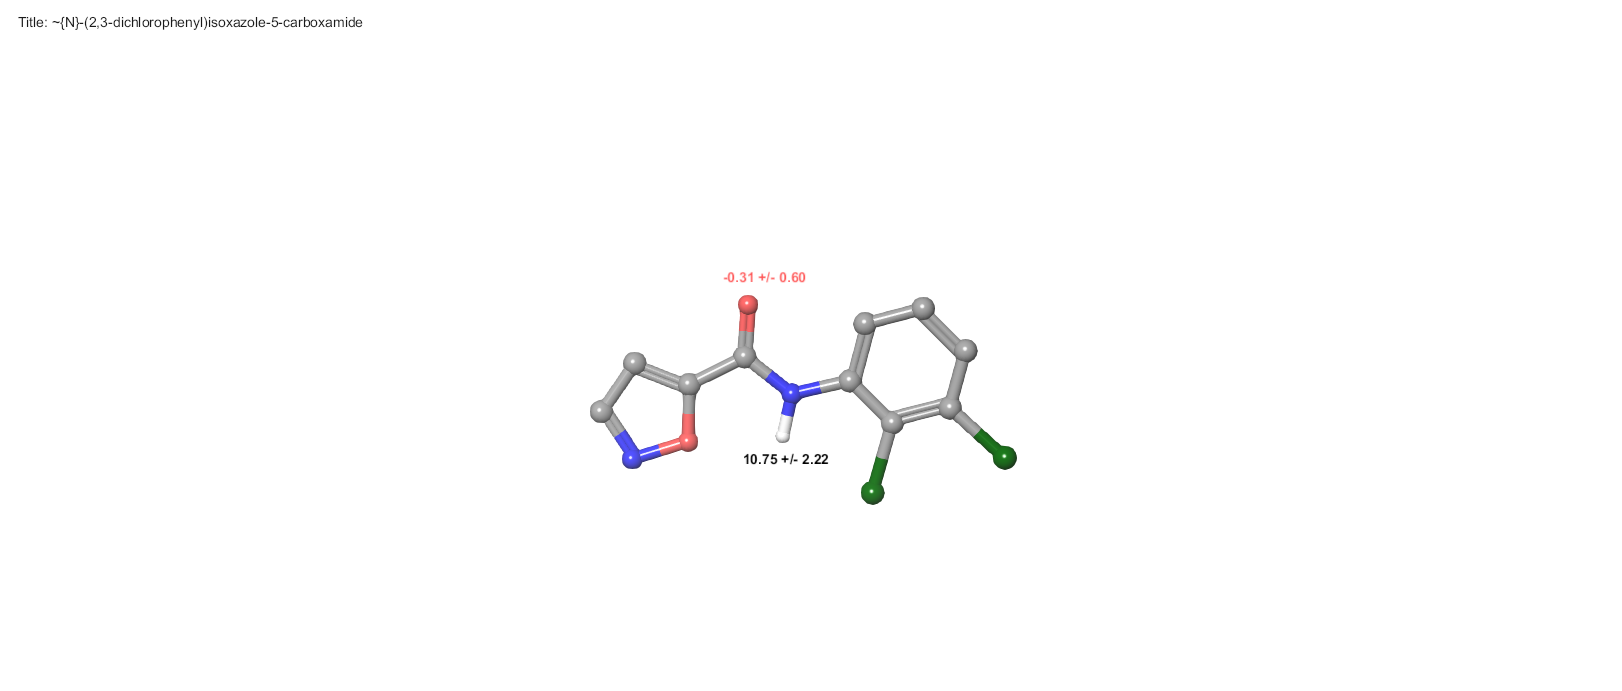 Title: ~{N}-(2,3-dichlorophenyl)isoxazole-5-carboxamide
-0.31 +/- 0.60
10.75 +/- 2.22